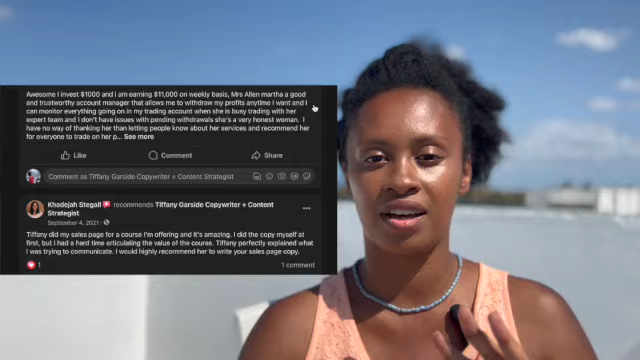 Awesome I invest $1000 and i am earning $11,000 on weekly basis, Mrs Allen martha a good
and trustworthy account manager that allows me to withdraw my profits anytime I want and I
can monitor everything going on in my trading account when she is busy trading with her
expert team and I don't have issues with pending withdrawals she's a very honest woman. I
have no way of thanking her than letting people know about her services and recommend her
for everyone to trade on her p... See more
Like
Comment
Share
Comment as Tiffany Garside Copywriter + Content Strategist
Khadejah Stegall recommends Tiffany Garside Copywriter + Content
Strategist.
September 4, 2021 ·
Tiffany did my sales page for a course I'm offering and it's amazing. I did the copy myself at
first, but I had a hard time articulating the value of the course. Tiffany perfectly explained what
I was trying to communicate. I would highly recommend her to write your sales page copy.
1
1 comment